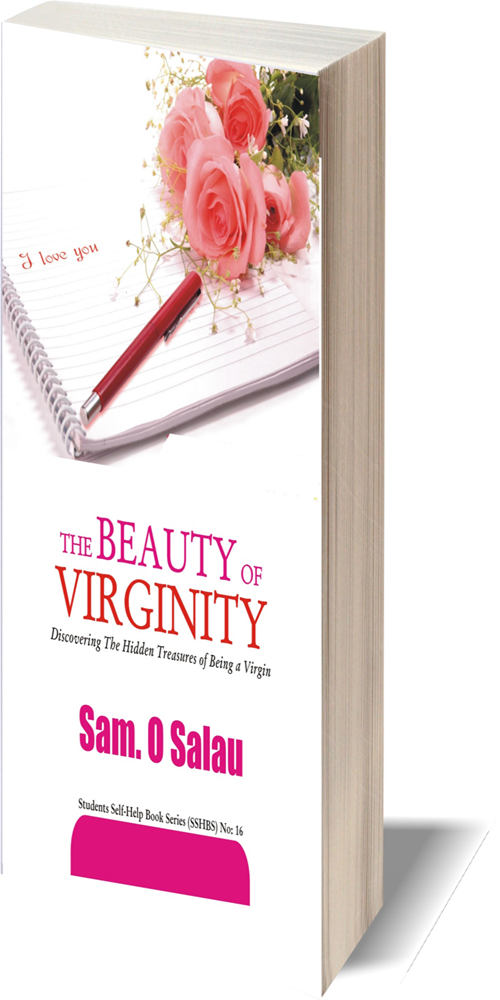 I love you
THE BEAUTY OF
VIRGINITY
Discovering The Hidden Treasures of Being a Virgin
Sam. O Salau
Students Self-Help Book Series (SSHBS) No: 16